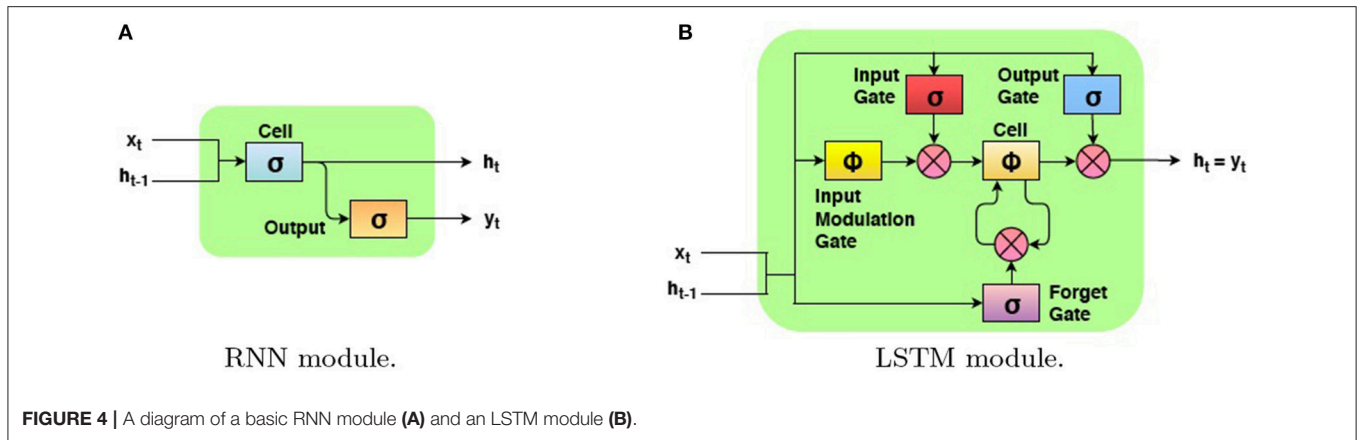 A
Cell
xt
σ
ht
ht-1
Output
σ
yt
RNN module.
B
Input
Gate
σ
Output
Gate
σ
Cell
Φ
Φ
ht = yt
Input
Modulation
Gate
xt
ht-1
σ
Forget
Gate
LSTM module.
FIGURE 4 | A diagram of a basic RNN module (A) and an LSTM module (B).